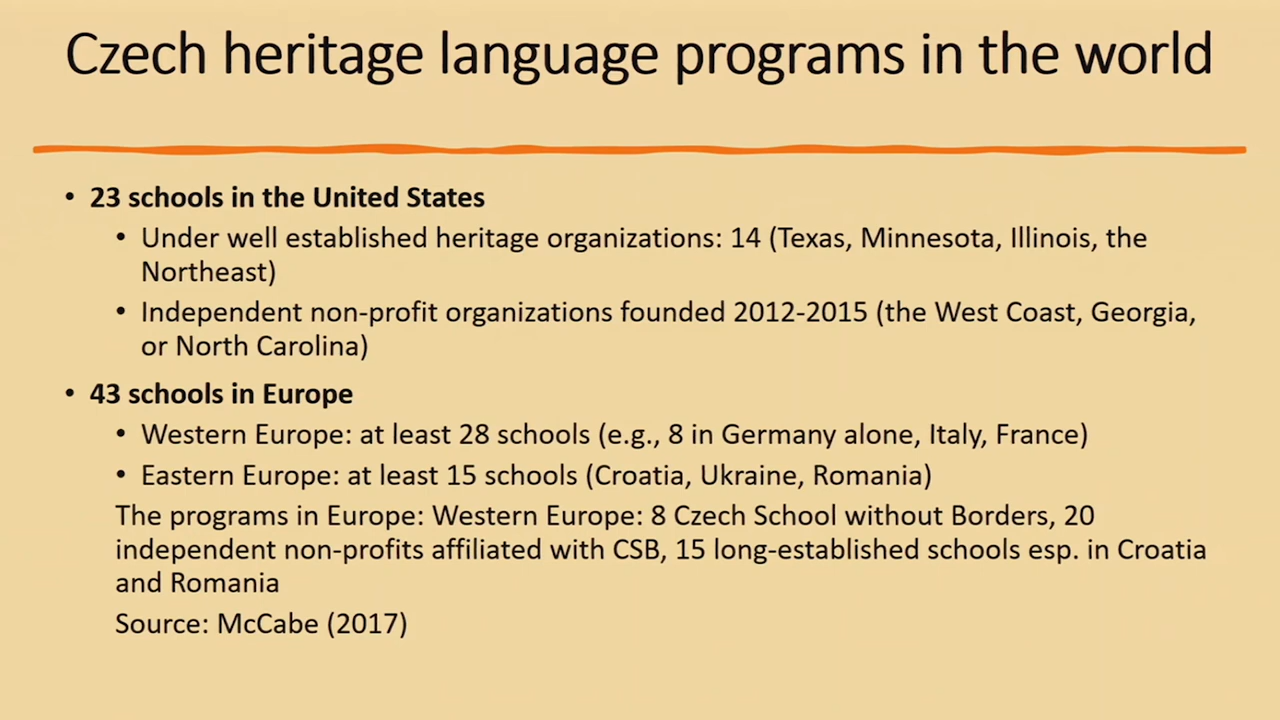 Czech heritage language programs in the world
• 23 schools in the United States
• Under well established heritage organizations: 14 (Texas, Minnesota, Illinois, the
Northeast)
• Independent non-profit organizations founded 2012-2015 (the West Coast, Georgia,
or North Carolina)
• 43 schools in Europe
• Western Europe: at least 28 schools (e.g., 8 in Germany alone, Italy, France)
• Eastern Europe: at least 15 schools (Croatia, Ukraine, Romania)
The programs in Europe: Western Europe: 8 Czech School without Borders, 20
independent non-profits affiliated with CSB, 15 long-established schools esp. in Croatia
and Romania
Source: McCabe (2017)